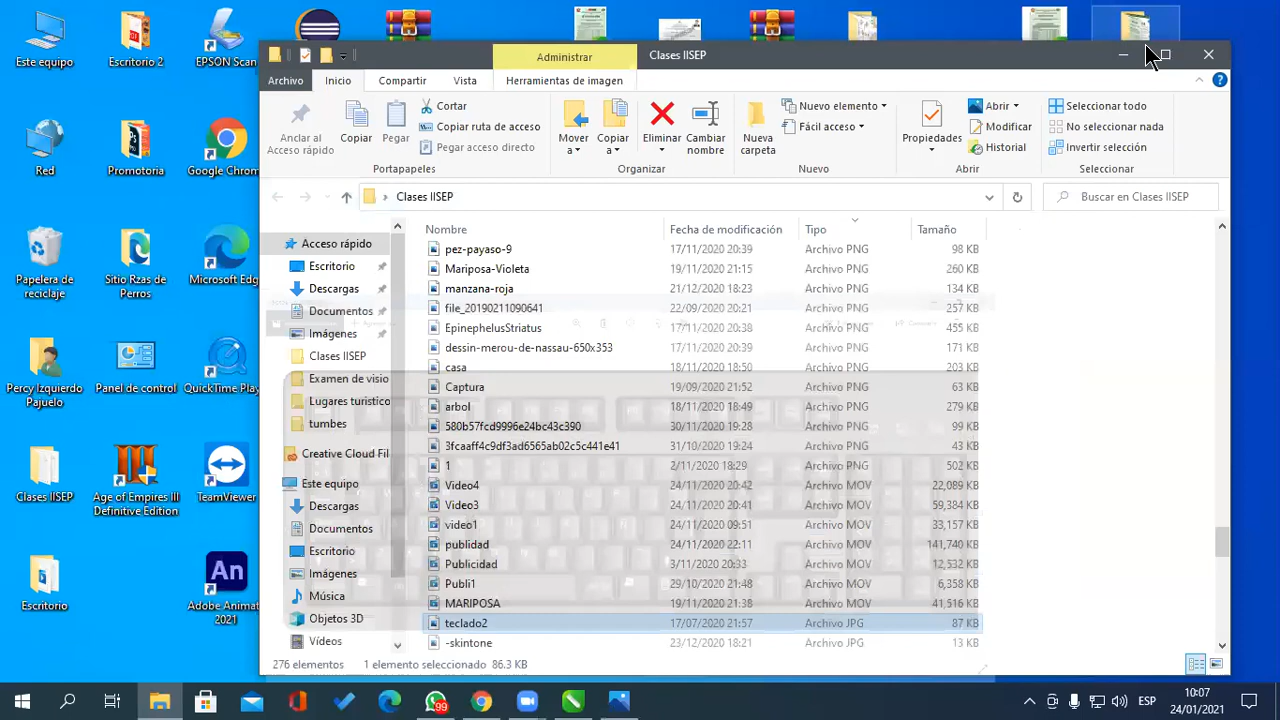 Este equipo
Escritorio 2
EPSON Scan
Red
Promotoria
Google Chrom
Papelera de
reciclaje
Sitio Rzas de
Perros
Microsoft Edg
Percy Izquierdo
Pajuelo
Panel de control
QuickTime Play
Clases IISEP
Age of Empires III
Definitive Edition
TeamViewer
Escritorio
Adobe Animat
2021
Administrar
Clases IISEP
Archivo
Inicio
Compartir
Vista
Herramientas de imagen
Anclar al
Acceso rápido
Copiar
Pegar
Cortar
Copiar ruta de acceso
Pegar acceso directo
Portapapeles
Mover
a
Copiar
a
Eliminar
Cambiar
nombre
Organizar
Nueva
carpeta
Nuevo elemento
Fácil acceso
Nuevo
Propiedades
Abrir
Modificar
Historial
Abrir
Seleccionar todo
No seleccionar nada
Invertir selección
Seleccionar
Clases IISEP
Buscar en Clases IISEP
Acceso rápido
Escritorio
Descargas
Documentos
Imágenes
Clases IISEP
Examen de visio
Lugares turistico
tumbes
Creative Cloud Fil
Este equipo
Descargas
Documentos
Escritorio
Imágenes
Música
Objetos 3D
Vídeos
Nombre Fecha de modificación Tipo Tamaño
pez-payaso-9 17/11/2020 20:39 Archivo PNG 98 KB
Mariposa-Violeta 19/11/2020 21:15 Archivo PNG 260 KB
manzana-roja 21/12/2020 18:23 Archivo PNG 134 KB
file_20190211090641 22/09/2020 20:21 Archivo PNG 237 KB
EpinephelusStriatus 17/11/2020 20:38 Archivo PNG 455 KB
dessin-merou-de-nassau-650x353 17/11/2020 20:39 Archivo PNG 171 KB
casa 18/11/2020 18:50 Archivo PNG 203 KB
Captura 19/09/2020 21:52 Archivo PNG 63 KB
arbol 18/11/2020 18:49 Archivo PNG 279 KB
580b57fcd9996e24bc43c390 30/11/2020 19:28 Archivo PNG 99 KB
3fcaaff4c9df3ad6565ab02c5c441e41 31/10/2020 19:24 Archivo PNG 43 KB
1 2/11/2020 18:29 Archivo PNG 502 KB
Video4 24/11/2020 20:42 Archivo MOV 22,089 KB
Video3 24/11/2020 20:41 Archivo MOV 59,384 KB
video1 24/11/2020 09:51 Archivo MOV 33,157 KB
publidad 24/11/2020 22:11 Archivo MOV 141,740 KB
Publicidad 3/11/2020 20:33 Archivo MOV 12,532 KB
Publi1 29/10/2020 21:48 Archivo MOV 6,358 KB
MARIPOSA 19/11/2020 21:38 Archivo MOV 41,516 KB
teclado2 17/07/2020 21:57 Archivo JPG 87 KB
-skintone 23/12/2020 18:21 Archivo JPG 13 KB
276 elementos
1 elemento seleccionado 86.3 KB
99
ESP
10:07
24/01/2021